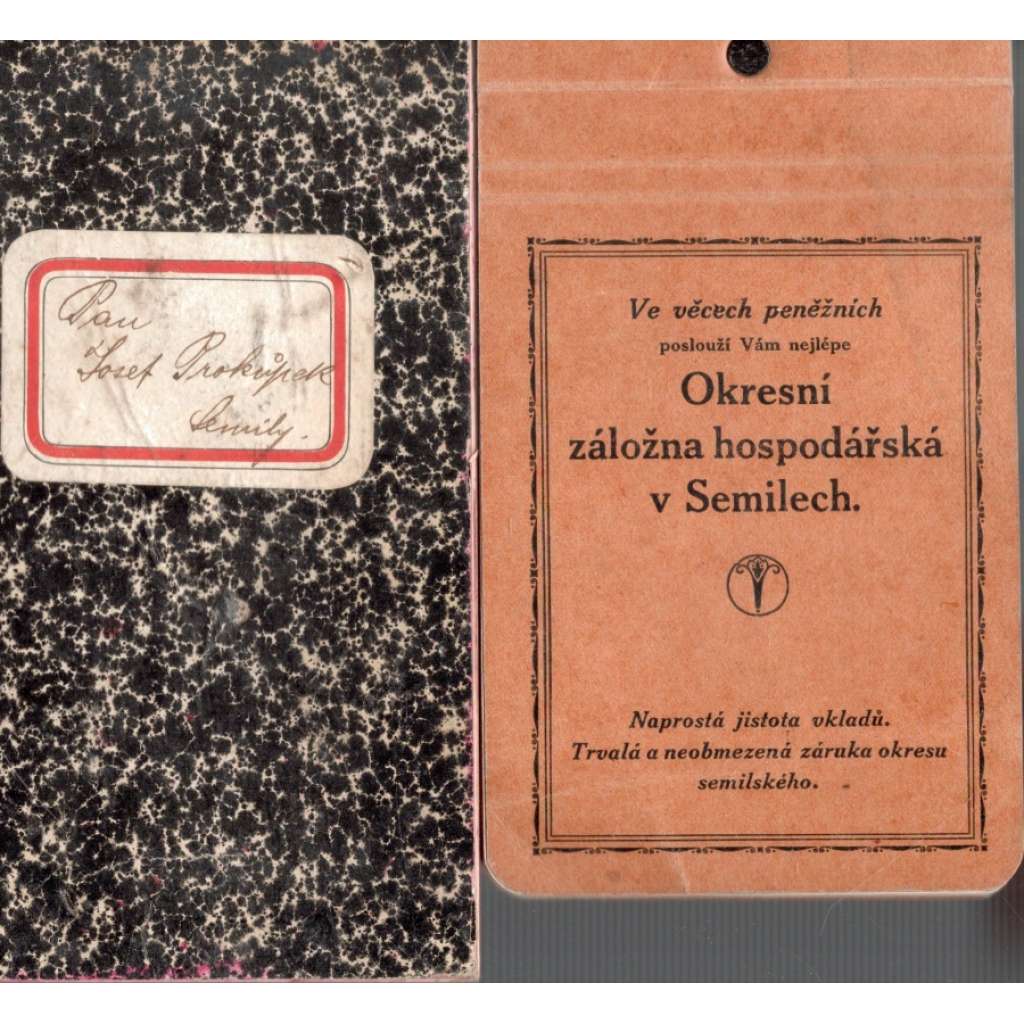 Pan
Josef Prokůpek
Semily.
Ve věcech peněžních
poslouží Vám nejlépe
Okresní
záložna hospodářská
v Semilech.
Naprostá jistota vkladů.
Trvalá a neobmezená záruka okresu
semilského.